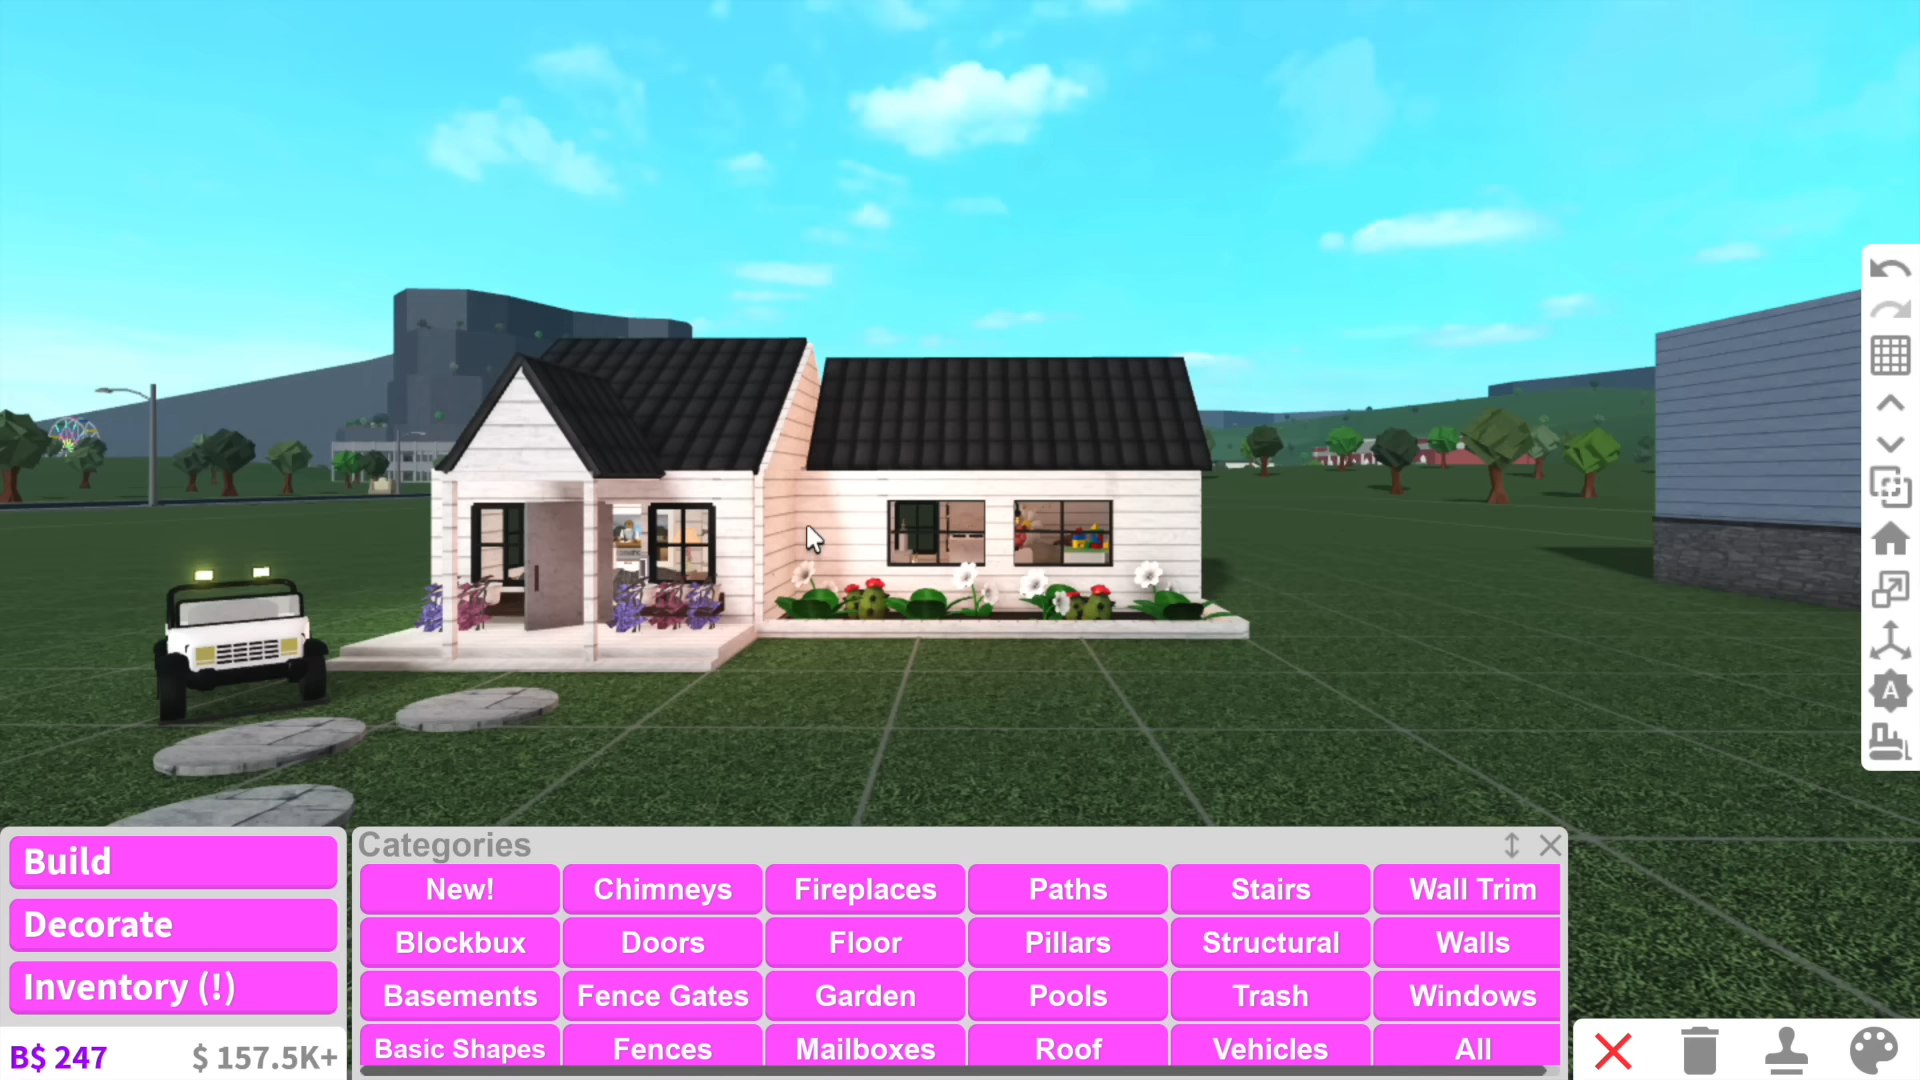 Build
Decorate
Inventory (!)
B$ 247
$ 157.5K+
Categories
New!
Chimneys
Fireplaces
Paths
Stairs
Wall Trim
Blockbux
Doors
Floor
Pillars
Structural
Walls
Basements
Fence Gates
Garden
Pools
Trash
Windows
Basic Shapes
Fences
Mailboxes
Roof
Vehicles
All
A